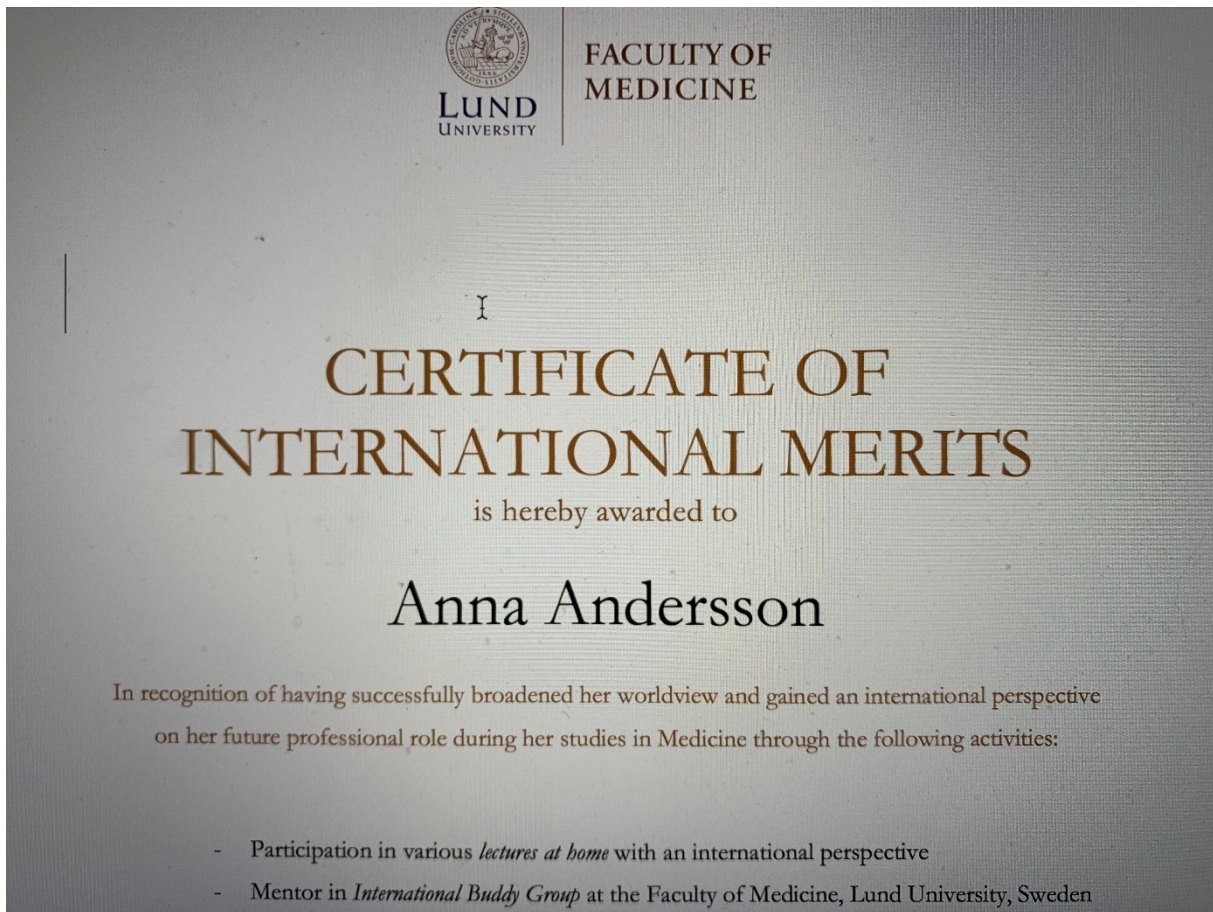 LUND
UNIVERSITY
FACULTY OF
MEDICINE
CERTIFICATE OF
INTERNATIONAL MERITS
is hereby awarded to
Anna Andersson
In recognition of having successfully broadened her worldview and gained an international perspective
on her future professional role during her studies in Medicine through the following activities:
- Participation in various lectures at home with an international perspective
- Mentor in International Buddy Group at the Faculty of Medicine, Lund University, Sweden